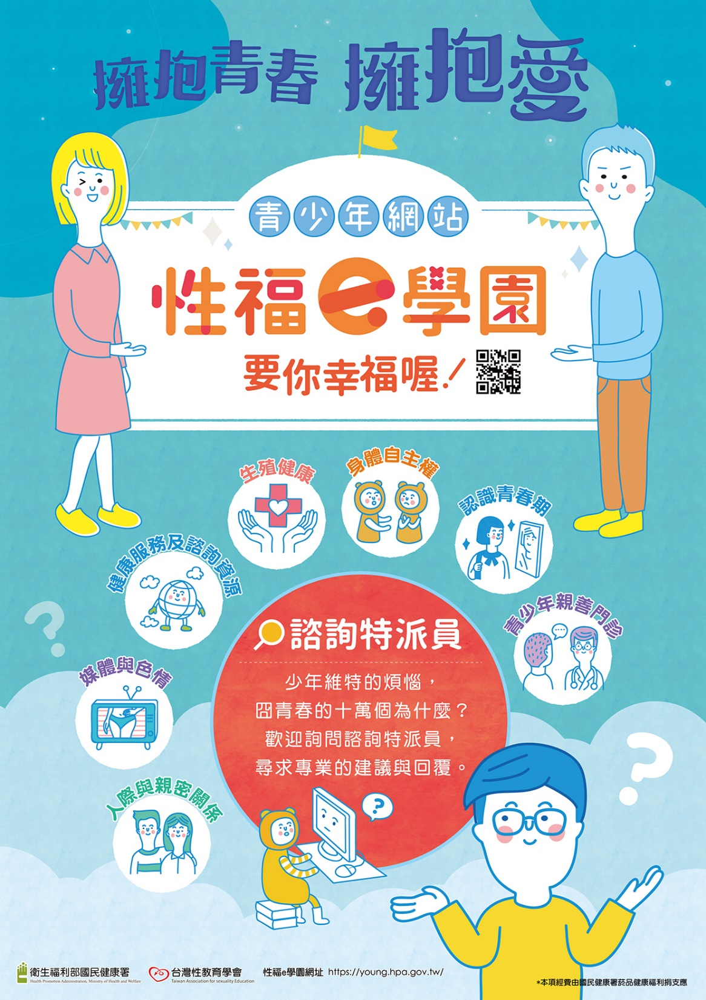 擁抱青春 擁抱愛
青少年網站
性福e學園
要你幸福喔!
生殖健康
身體自主權
認識青春期
健康服務及諮詢資源
青少年親善門診
媒體與色情
人際與親密關係
諮詢特派員
少年維特的煩惱，
囧青春的十萬個為什麼？
歡迎詢問諮詢特派員，
尋求專業的建議與回覆。
?
?
?
衛生福利部國民健康署
Health Promotion Administration, Ministry of Health and Welfare
台灣性教育學會
Taiwan Association for sexuality Education
性福e學園網址 https://young.hpa.gov.tw/
*本項經費由國民健康署菸品健康福利捐支應